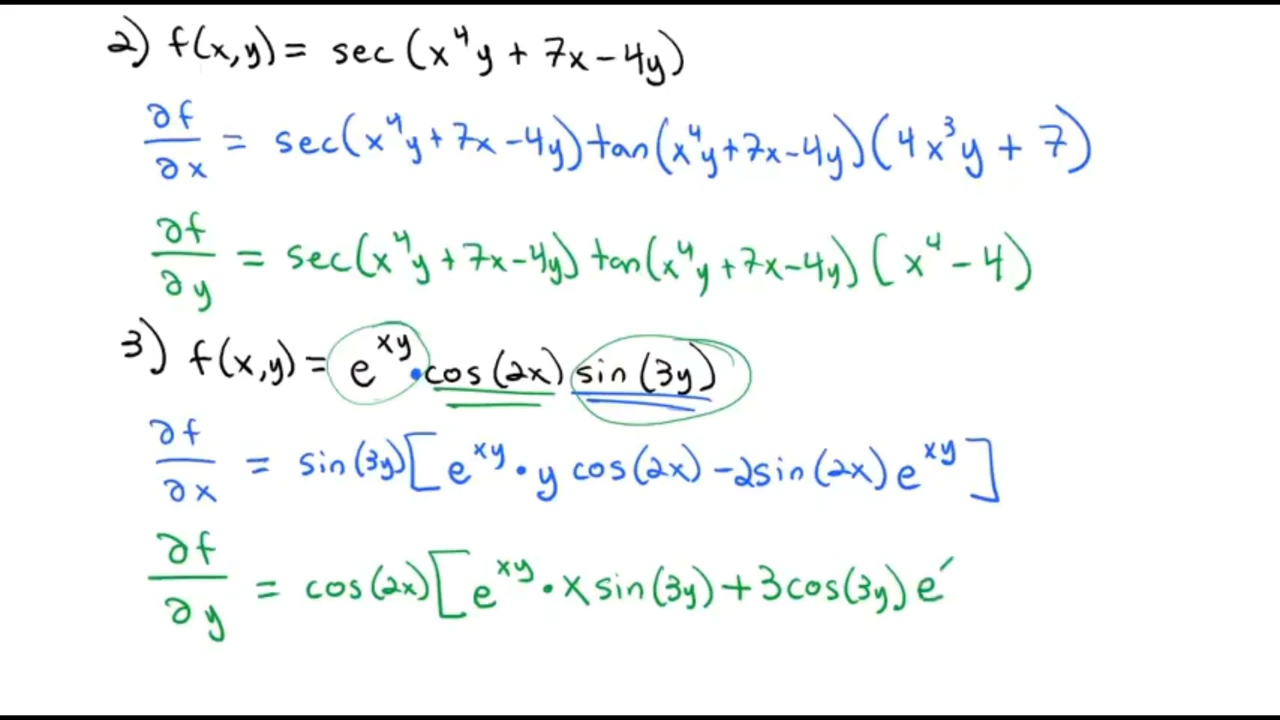 2) f(x,y) = sec(x⁴y + 7x - 4y)
∂f/∂x = sec(x⁴y + 7x - 4y) tan(x⁴y + 7x - 4y) (4x³y + 7)
∂f/∂y = sec(x⁴y + 7x - 4y) tan(x⁴y + 7x - 4y) (x⁴ - 4)
3) f(x,y) = e^xy · cos(2x) sin(3y)
∂f/∂x = sin(3y) [e^xy · y cos(2x) - 2sin(2x) e^xy]
∂f/∂y = cos(2x) [e^xy · x sin(3y) + 3cos(3y) e